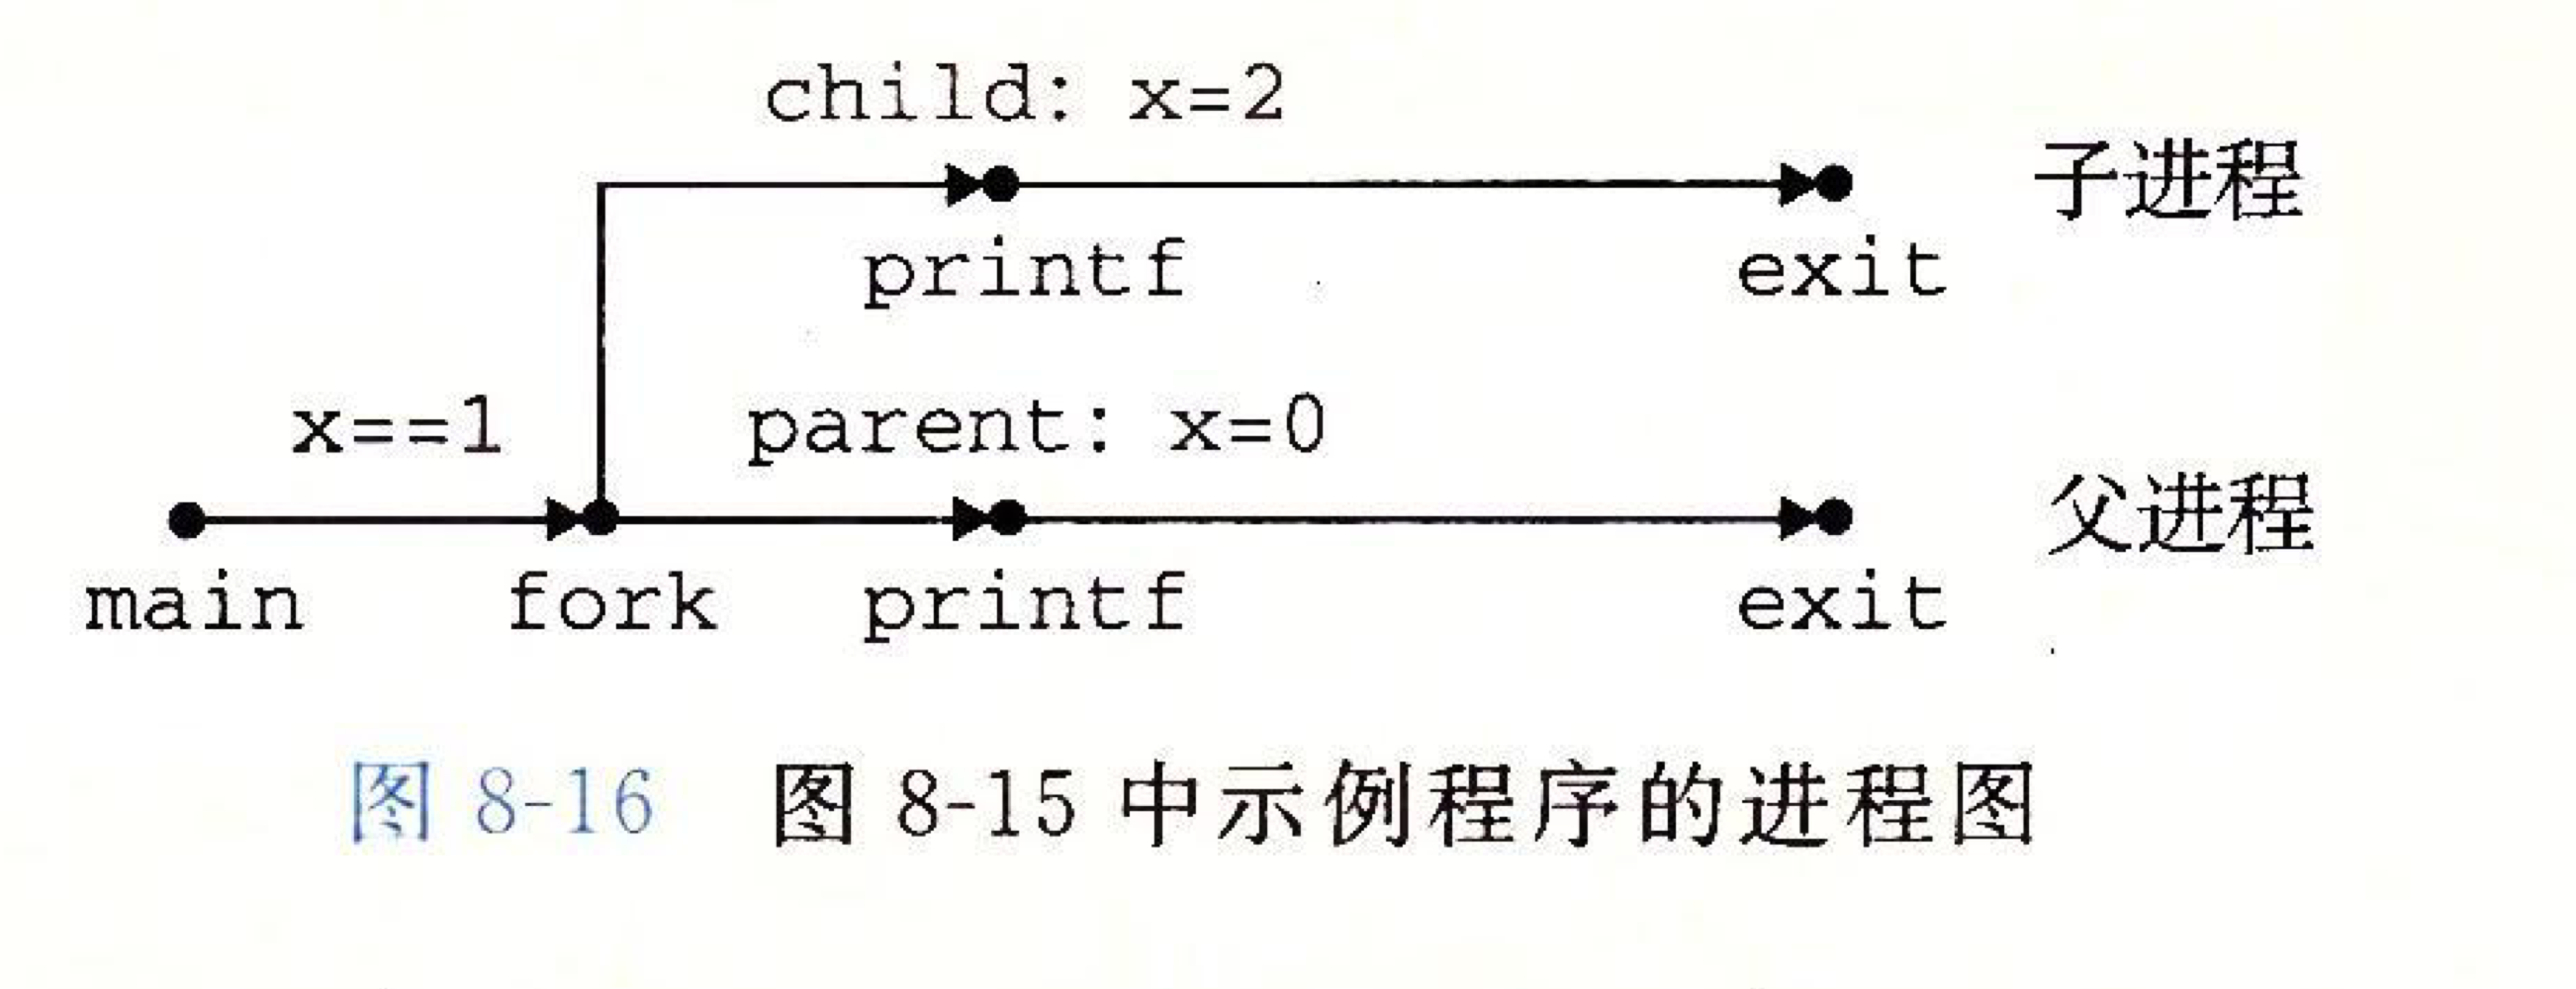 child: x=2
子进程
printf
exit
x==1
parent: x=0
父进程
main
fork
printf
exit
图 8-16 图 8-15 中示例程序的进程图